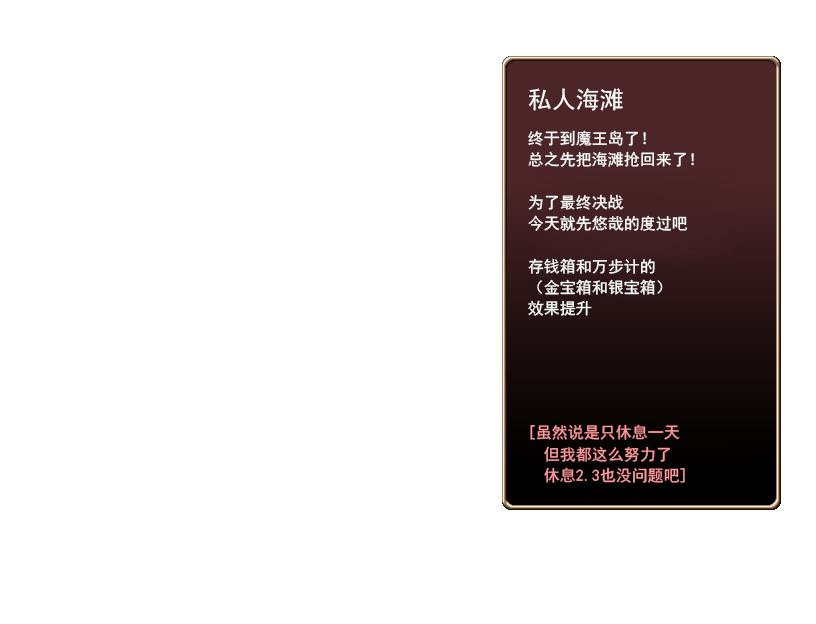 私人海滩
终于到魔王岛了!
总之先把海滩抢回来了!
为了最终决战
今天就先悠哉的度过吧
存钱箱和万步计的
（金宝箱和银宝箱）
效果提升
[虽然说是只休息一天
但我都这么努力了
休息2.3也没问题吧]